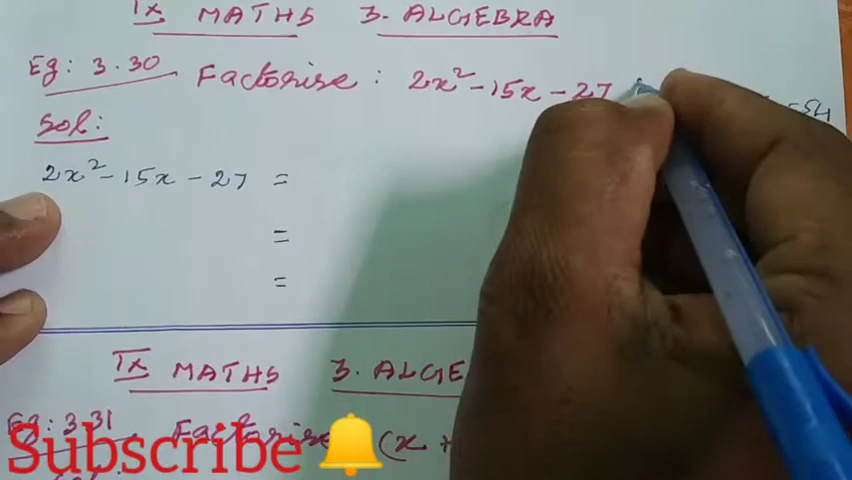 IX MATHS 3. ALGEBRA
Eg: 3.30 Factorise : 2x² - 15x - 27
Sol:
2x² - 15x - 27 =
=
=
IX MATHS 3. ALGE
Eg: 3.31 Factorise (x +
Subscribe